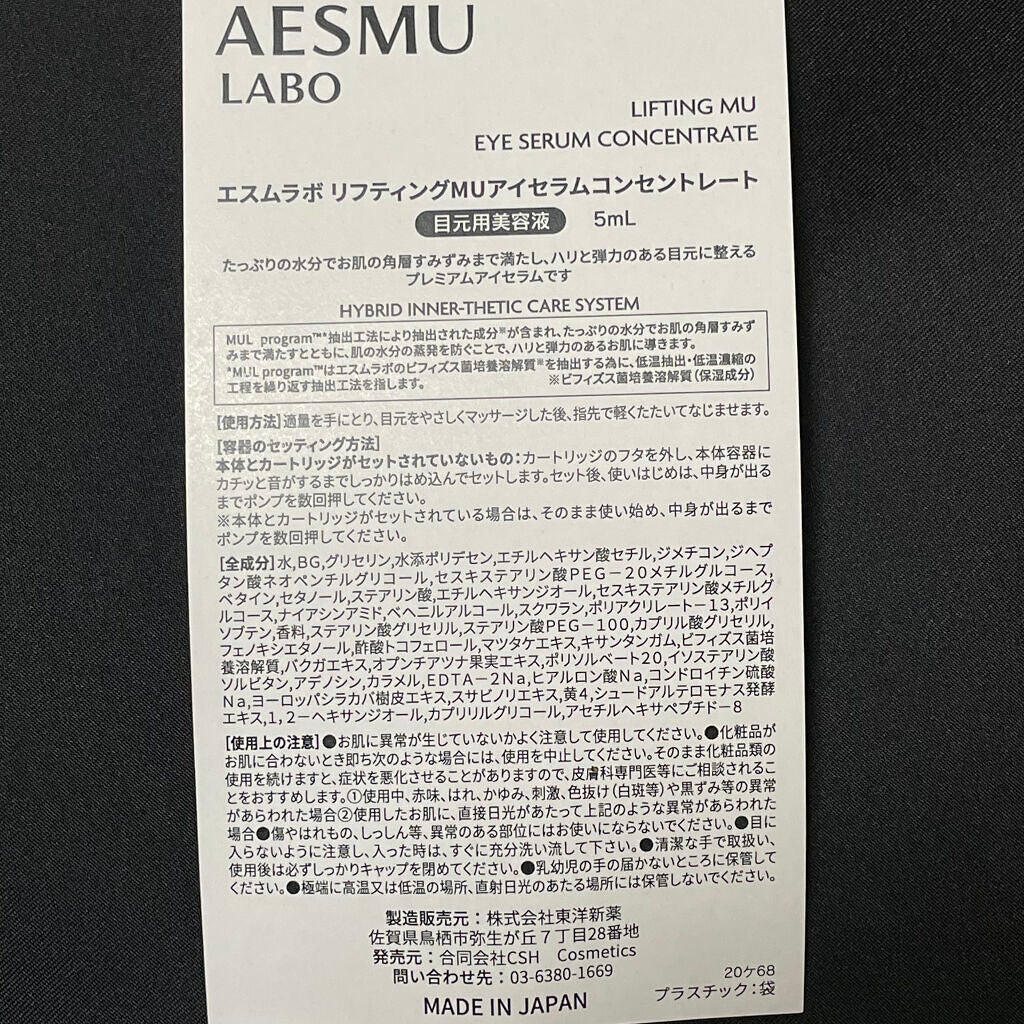 AESMU
LABO
LIFTING MU
EYE SERUM CONCENTRATE
エスムラボ リフティングMUアイセラムコンセントレート
目元用美容液 5mL
たっぷりの水分でお肌の角層すみずみまで満たし、ハリと弾力のある目元に整える
プレミアムアイセラムです
HYBRID INNER-THETIC CARE SYSTEM
MUL program™*抽出工法により抽出された成分※が含まれ、たっぷりの水分でお肌の角層すみず
みまで満たすとともに、肌の水分の蒸発を防ぐことで、ハリと弾力のあるお肌に導きます。
*MUL program™はエスムラボのビフィズス菌培養溶解質※を抽出する為に、低温抽出・低温濃縮の
工程を繰り返す抽出工法を指します。 ※ビフィズス菌培養溶解質(保湿成分)
[使用方法]適量を手にとり、目元をやさしくマッサージした後、指先で軽くたたいてなじませます。
[容器のセッティング方法]
本体とカートリッジがセットされていないもの:カートリッジのフタを外し、本体容器に
カチッと音がするまでしっかりはめ込んでセットします。セット後、使いはじめは、中身が出る
までポンプを数回押してください。
※本体とカートリッジがセットされている場合は、そのまま使い始め、中身が出るまで
ポンプを数回押してください。
[全成分]水,BG,グリセリン,水添ポリデセン,エチルヘキサン酸セチル,ジメチコン,ジヘプ
タン酸ネオペンチルグリコール,セスキステアリン酸PEG-20メチルグルコース,
ベタイン,セタノール,ステアリン酸,エチルヘキサンジオール,セスキステアリン酸メチルグ
ルコース,ナイアシンアミド,ベヘニルアルコール,スクワラン,ポリアクリレート-13,ポリイ
ソブテン,香料,ステアリン酸グリセリル,ステアリン酸PEG-100,カプリル酸グリセリル,
フェノキシエタノール,酢酸トコフェロール,マツタケエキス,キサンタンガム,ビフィズス菌培
養溶解質,バクガエキス,オプンチアツナ果実エキス,ポリソルベート20,イソステアリン酸
ソルビタン,アデノシン,カラメル,EDTA-2Na,ヒアルロン酸Na,コンドロイチン硫酸
Na,ヨーロッパシラカバ樹皮エキス,スサビノリエキス,黄4,シュードアルテロモナス発酵
エキス,1,2-ヘキサンジオール,カプリリルグリコール,アセチルヘキサペプチド-8
[使用上の注意]●お肌に異常が生じていないかよく注意して使用してください。●化粧品が
お肌に合わないとき即ち次のような場合には、使用を中止してください。そのまま化粧品類の
使用を続けますと、症状を悪化させることがありますので、皮膚科専門医等にご相談されるこ
とをおすすめします。①使用中、赤味、はれ、かゆみ、刺激、色抜け(白斑等)や黒ずみ等の異常
があらわれた場合②使用したお肌に、直接日光があたって上記のような異常があらわれた
場合●傷やはれもの、しっしん等、異常のある部位にはお使いにならないでください。●目に
入らないように注意し、入った時は、すぐに充分洗い流して下さい。●清潔な手で取扱い、
使用後は必ずしっかりキャップを閉めてください。●乳幼児の手の届かないところに保管して
ください。●極端に高温又は低温の場所、直射日光のあたる場所には保管しないでください。
製造販売元:株式会社東洋新薬
佐賀県鳥栖市弥生が丘7丁目28番地
発売元:合同会社CSH Cosmetics
問い合わせ先:03-6380-1669
20ケ68
MADE IN JAPAN
プラスチック:袋